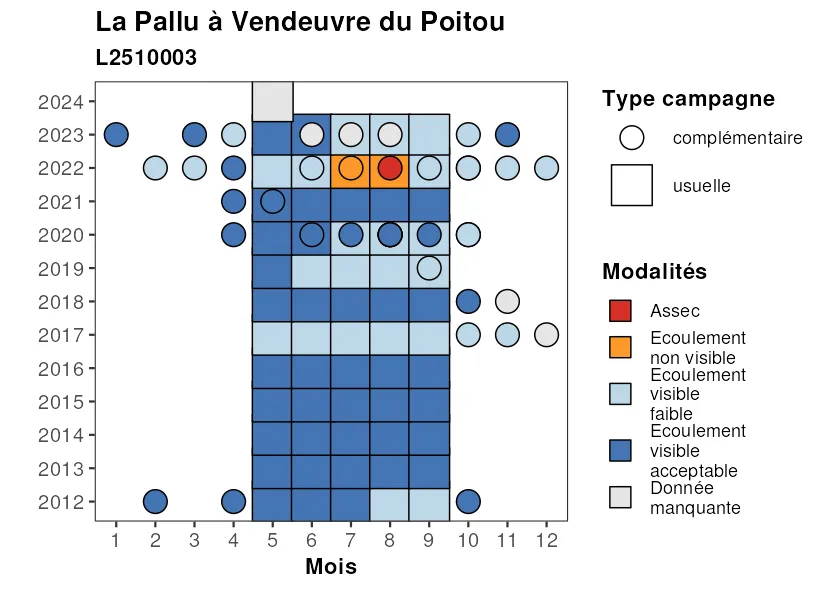 La Pallu à Vendeuvre du Poitou
L2510003
2024
2023
2022
2021
2020
2019
2018
2017
2016
2015
2014
2013
2012
1 2 3 4 5 6 7 8 9 10 11 12
Mois
Type campagne
complémentaire
usuelle
Modalités
Assec
Ecoulement
non visible
Ecoulement
visible
faible
Ecoulement
visible
acceptable
Donnée
manquante